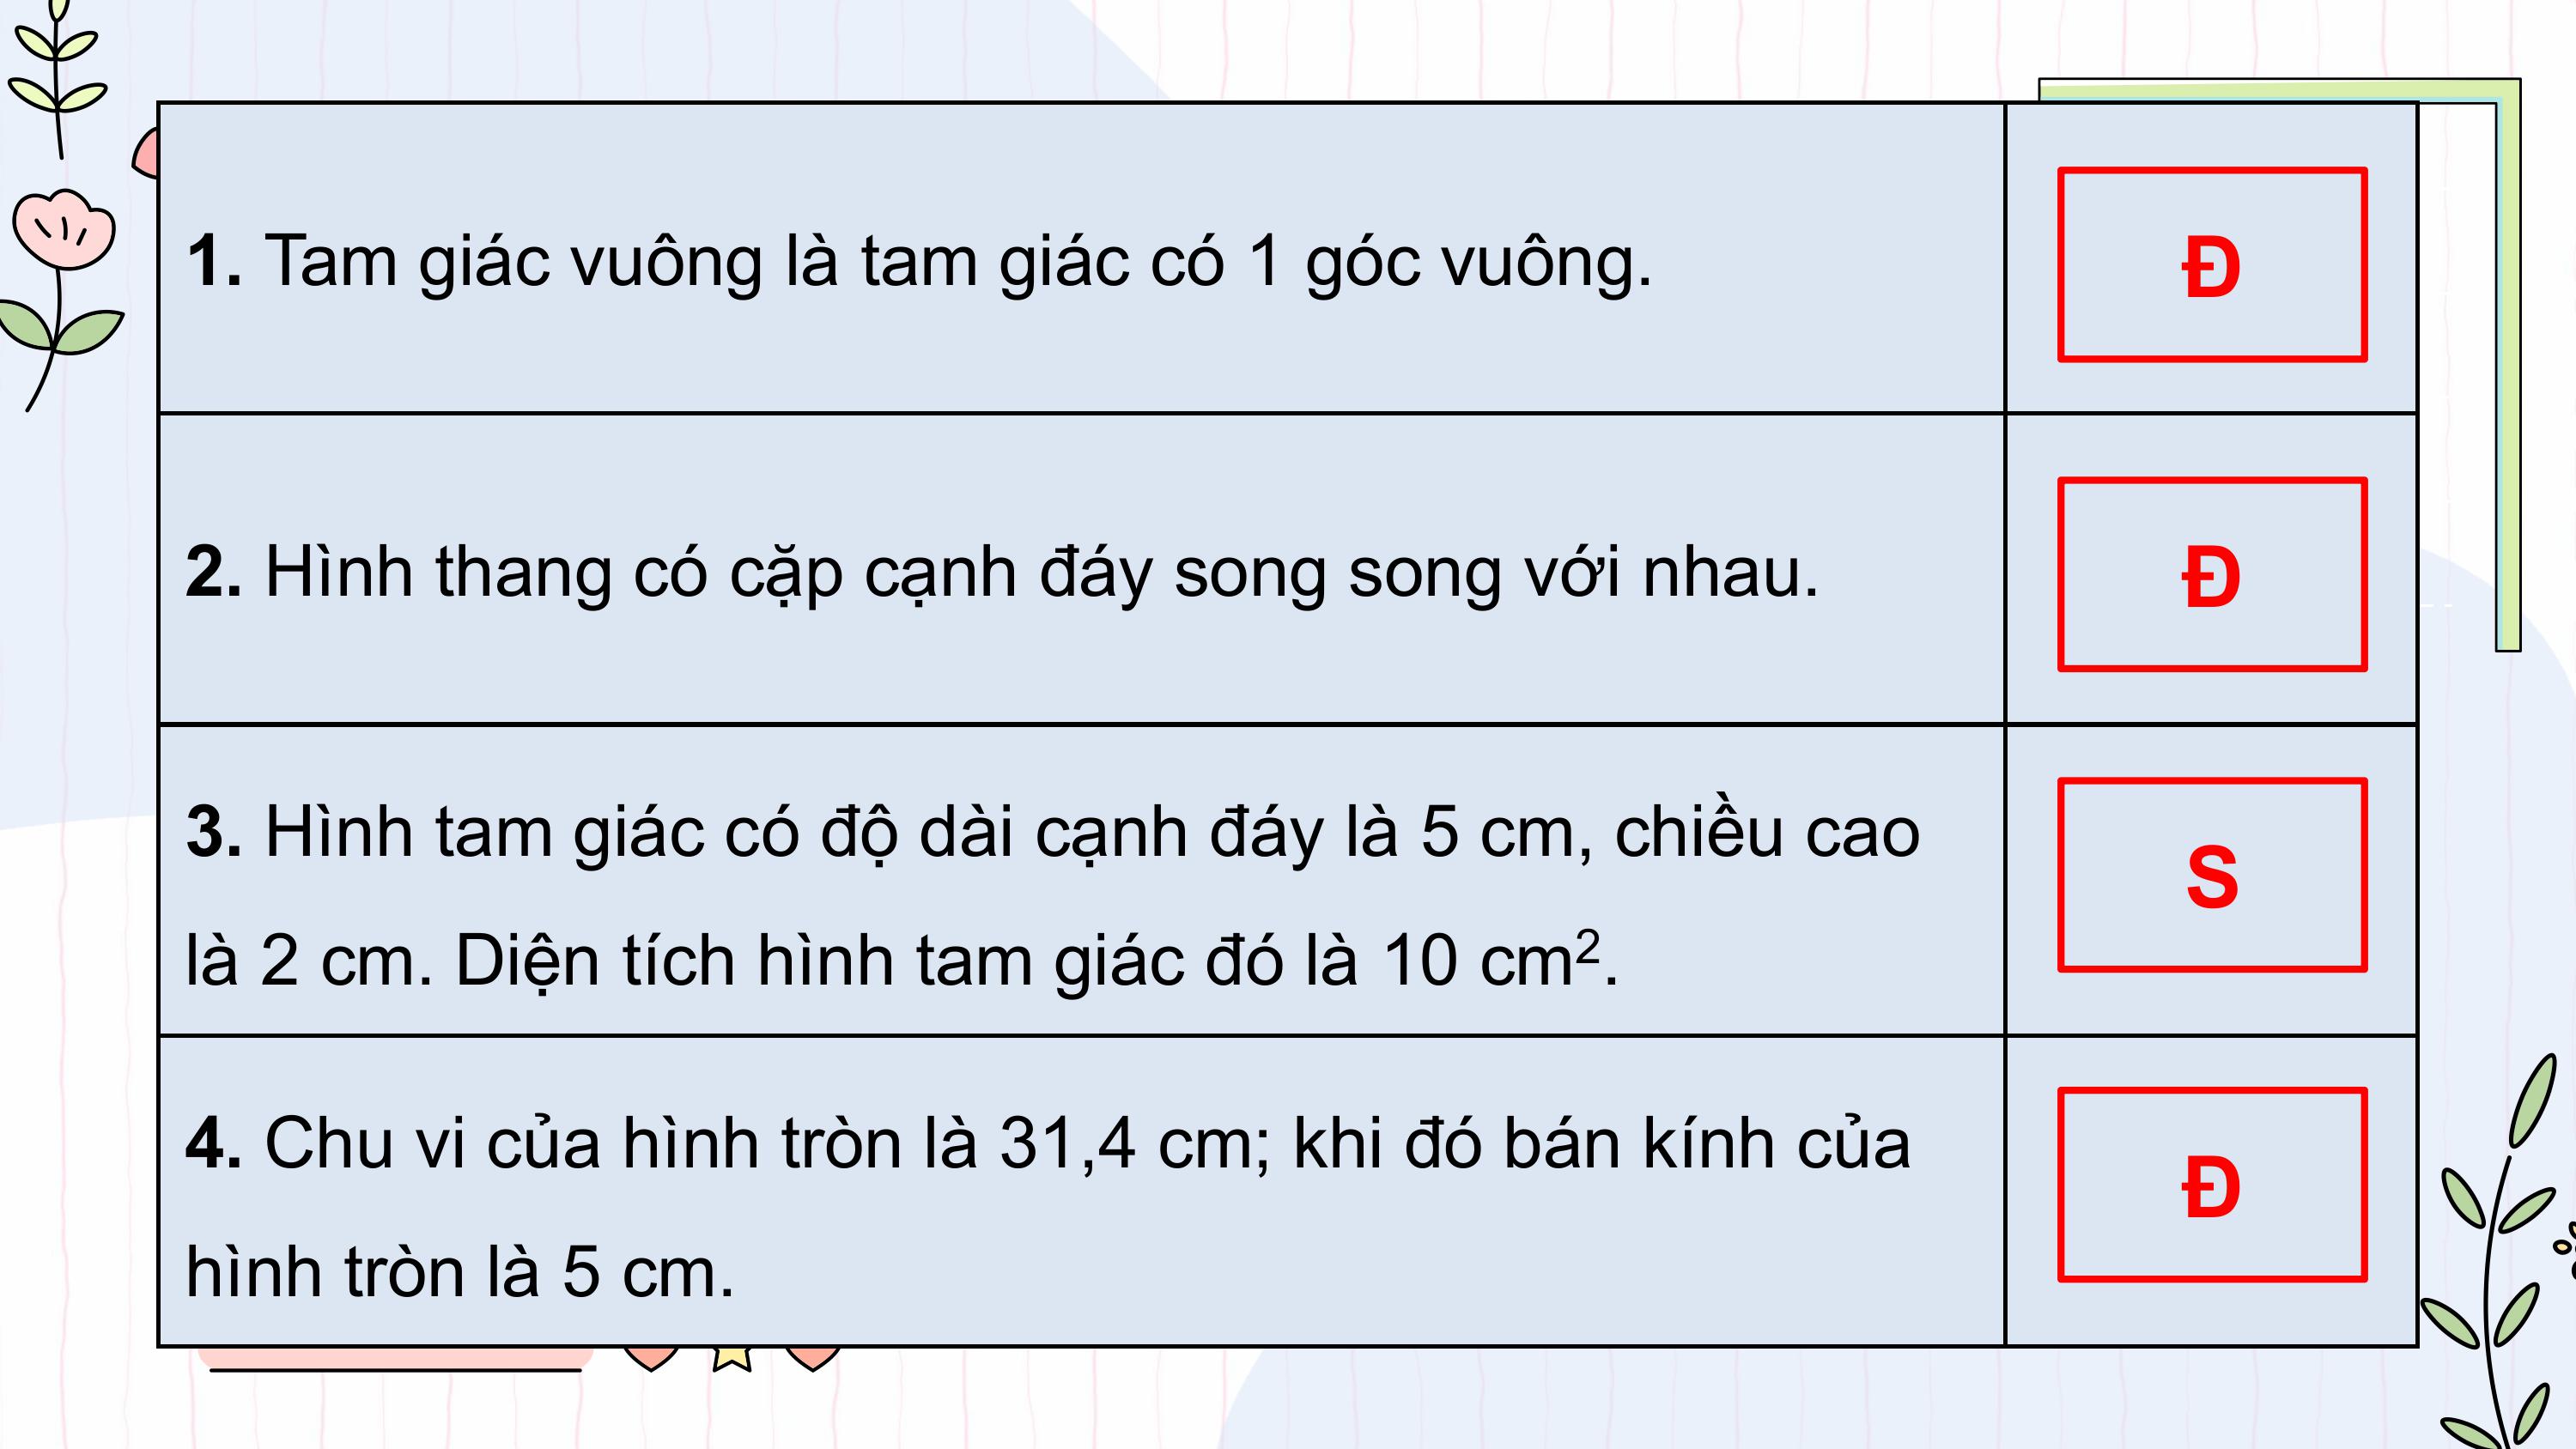 1. Tam giác vuông là tam giác có 1 góc vuông.
Đ
2. Hình thang có cặp cạnh đáy song song với nhau.
Đ
3. Hình tam giác có độ dài cạnh đáy là 5 cm, chiều cao
là 2 cm. Diện tích hình tam giác đó là 10 cm².
S
4. Chu vi của hình tròn là 31,4 cm; khi đó bán kính của
hình tròn là 5 cm.
Đ